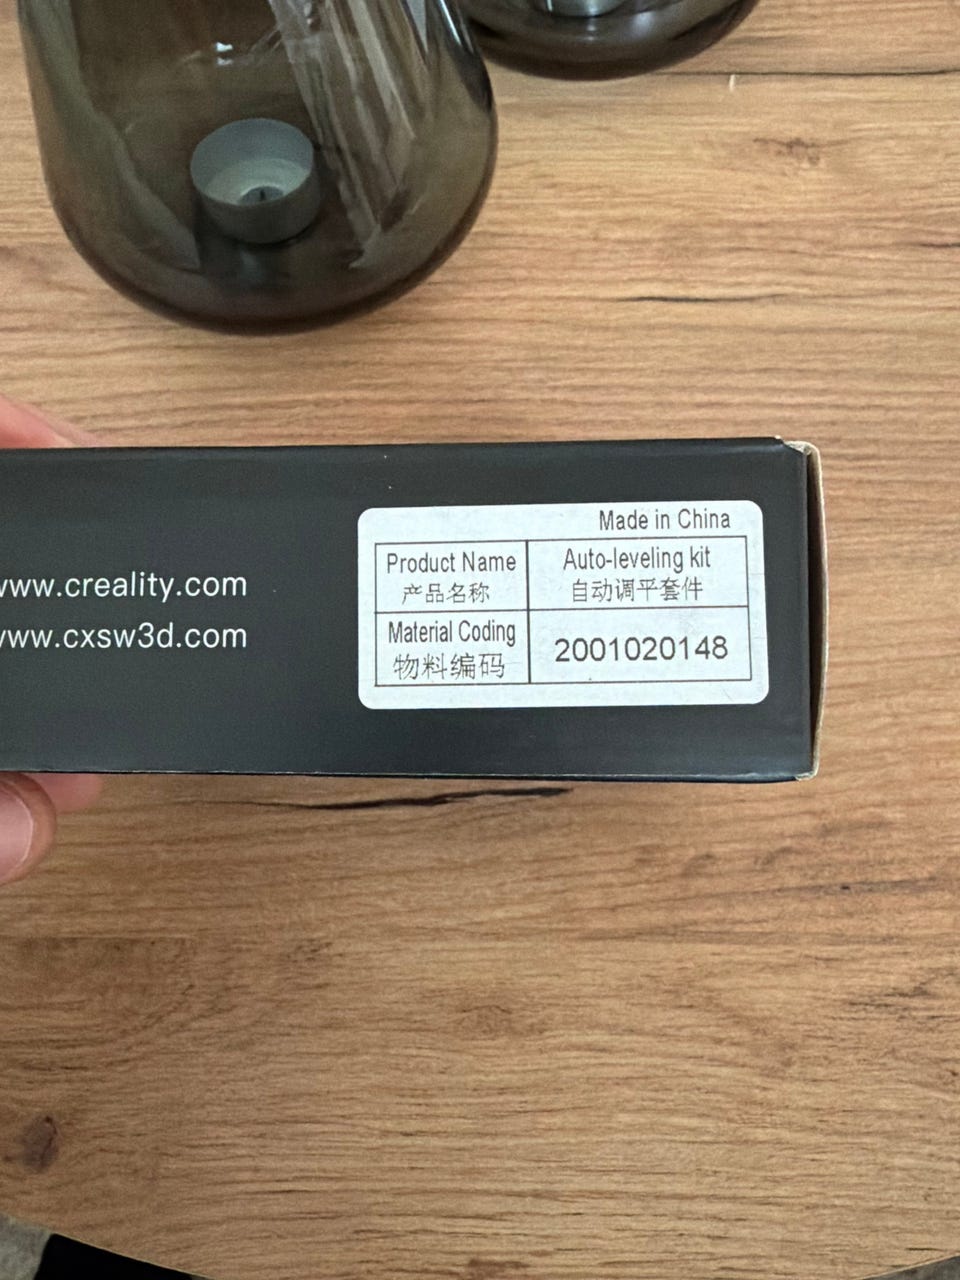 www.creality.com
www.cxsw3d.com
Made in China
Product Name
产品名称
Auto-leveling kit
自动调平套件
Material Coding
物料编码
2001020148